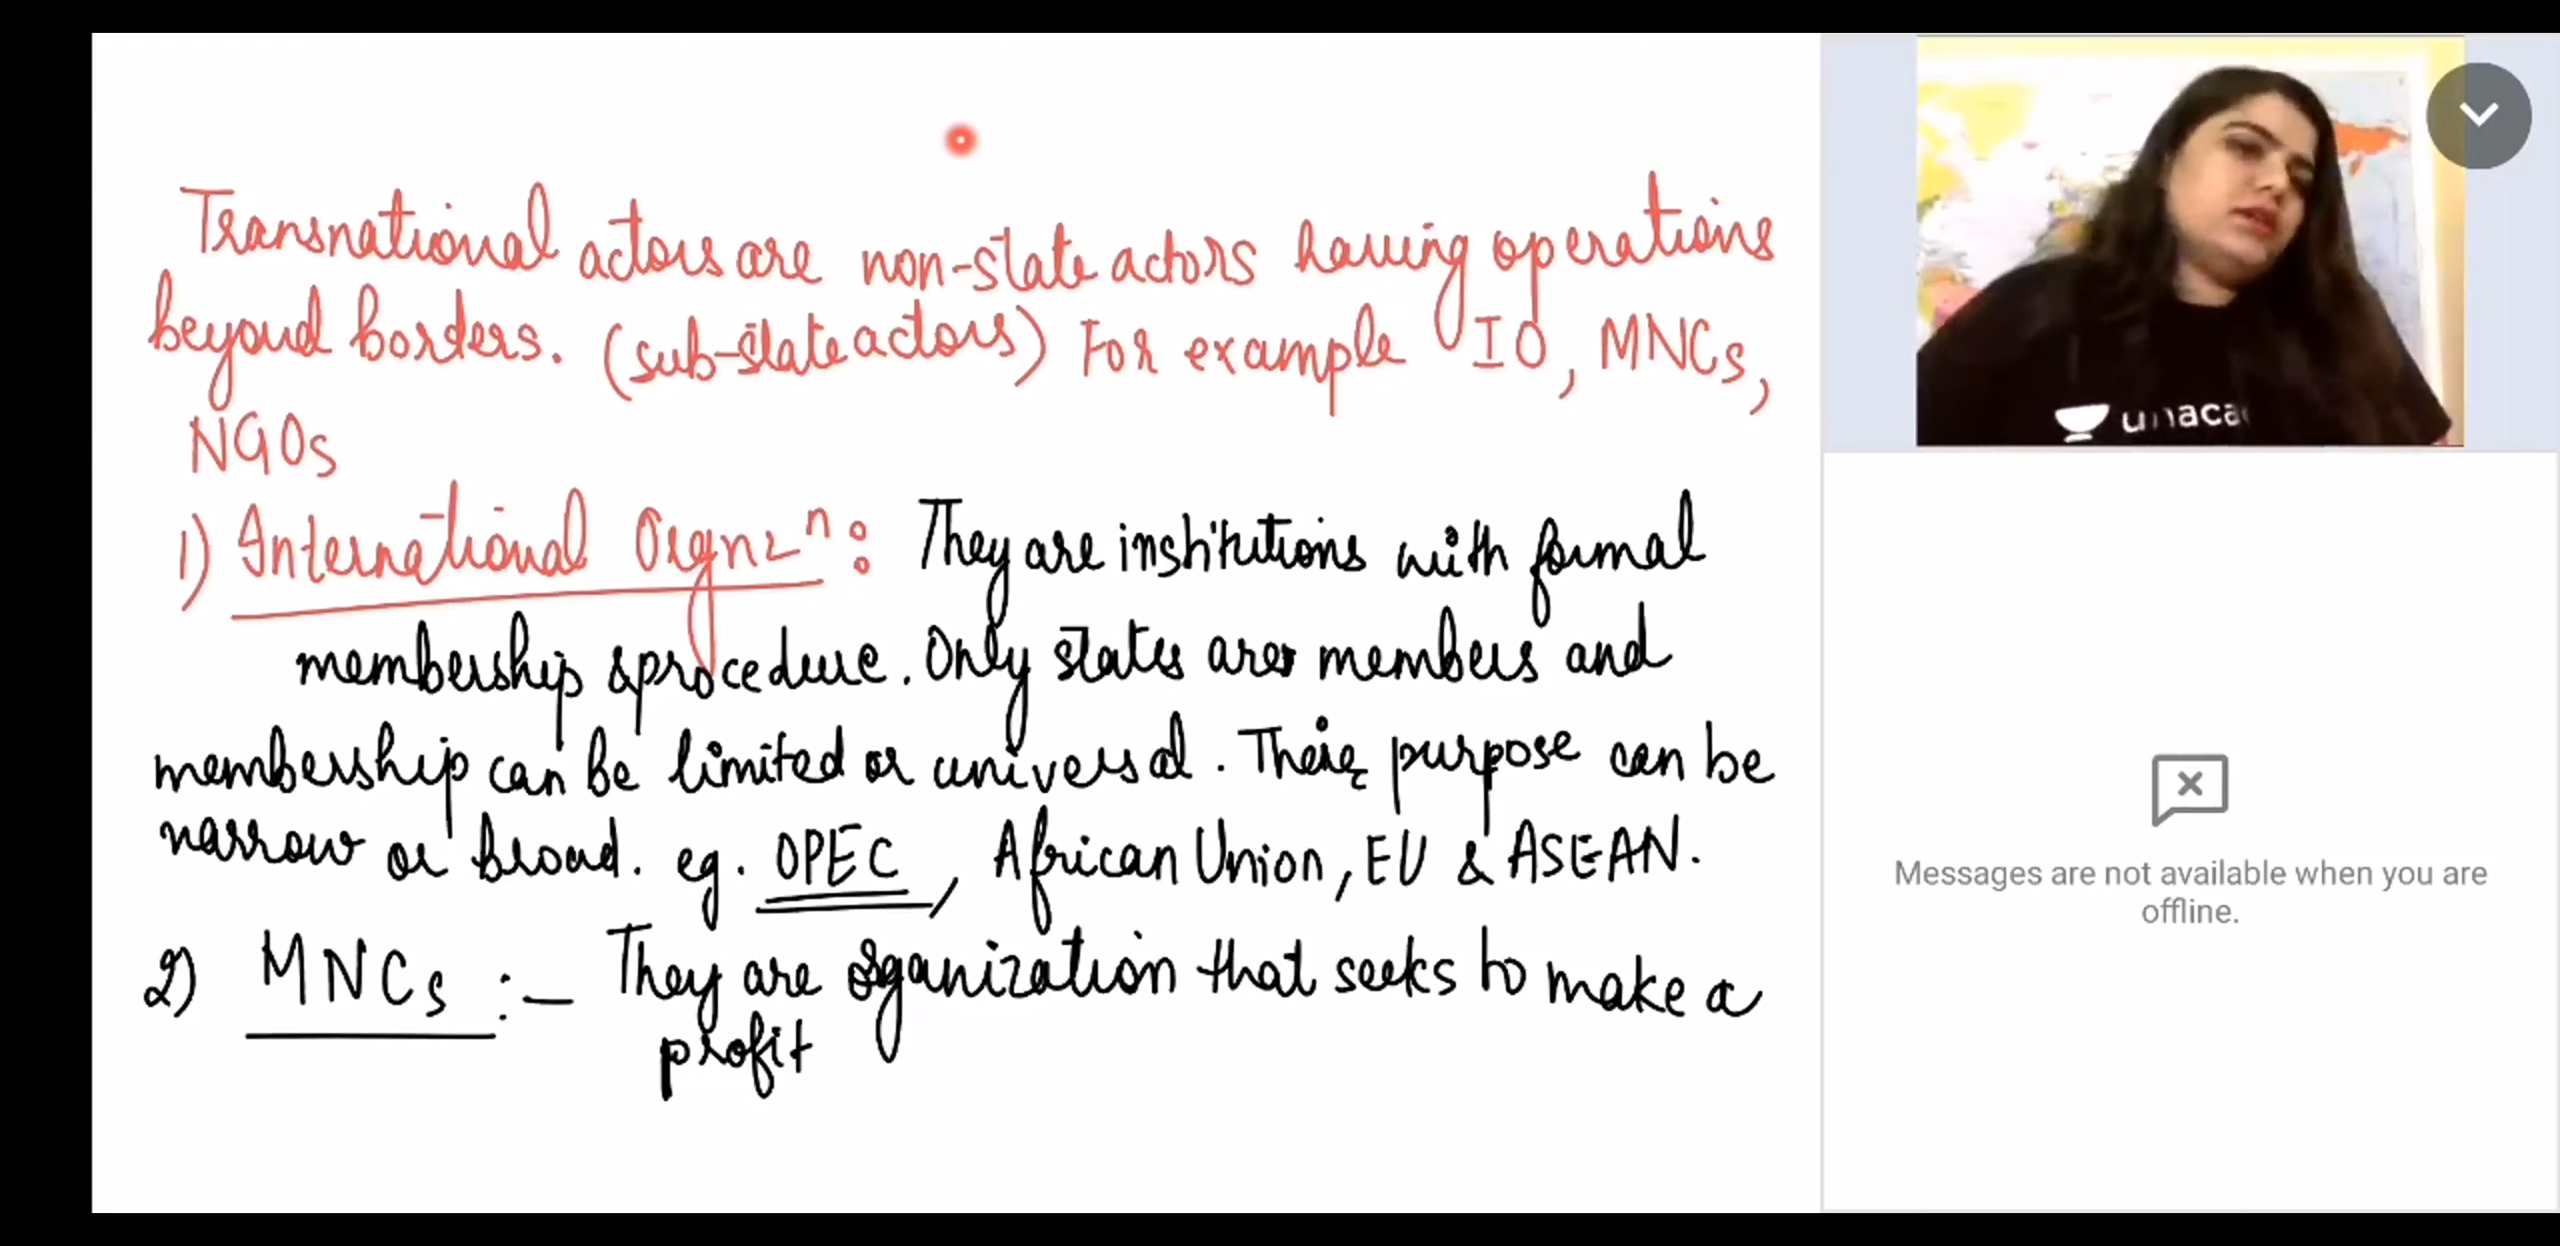 Transnational actors are non-state actors having operations
beyond borders. (sub-state actors) For example IO, MNCs,
NGOs
1) International Orgnzn: They are institutions with formal
membership & procedure. Only states are members and
membership can be limited or universal. Their purpose can be
narrow or broad. eg. OPEC, African Union, EU & ASEAN.
2) MNCs :- They are organization that seeks to make a
profit
unaca
Messages are not available when you are
offline.